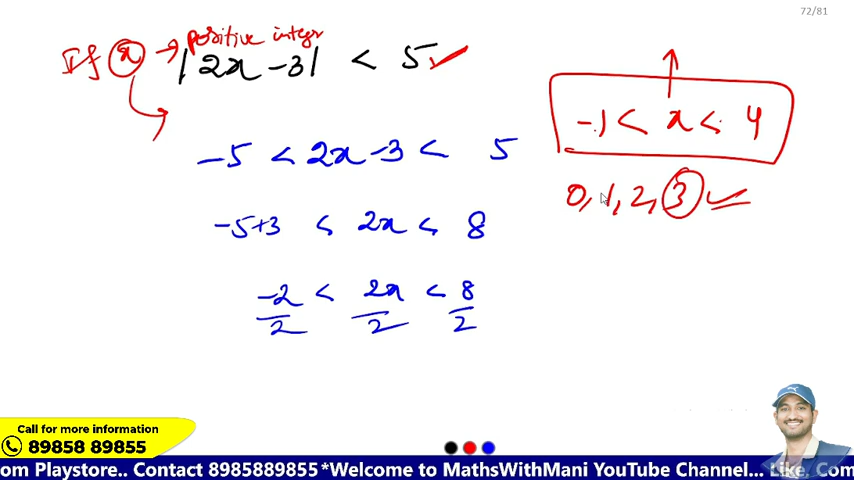 72/81
If x → positive integr
|2x - 3| < 5
-1 < x < 4
-5 < 2x - 3 < 5
0, 1, 2, 3
-5+3 < 2x < 8
-2/2 < 2x/2 < 8/2
Call for more information
89858 89855
om Playstore.. Contact 8985889855 *Welcome to MathsWithMani YouTube Channel... Like, Com